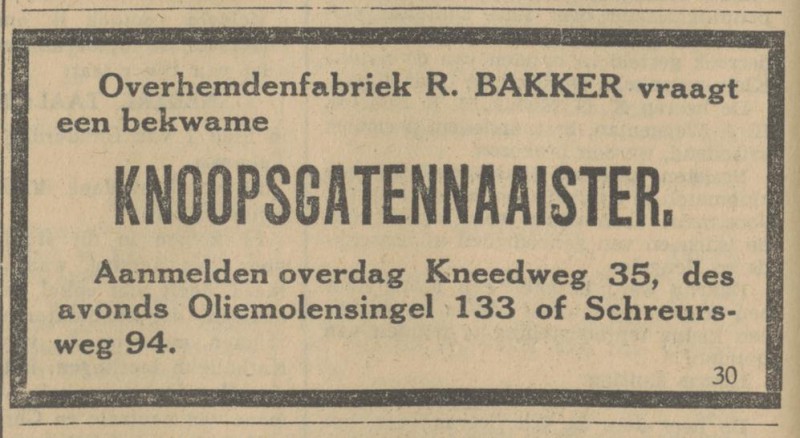 Overhemdenfabriek R. BAKKER vraagt
een bekwame
KNOOPSGATENNAAISTER.
Aanmelden overdag Kneedweg 35, des
avonds Oliemolensingel 133 of Schreurs-
weg 94.
30